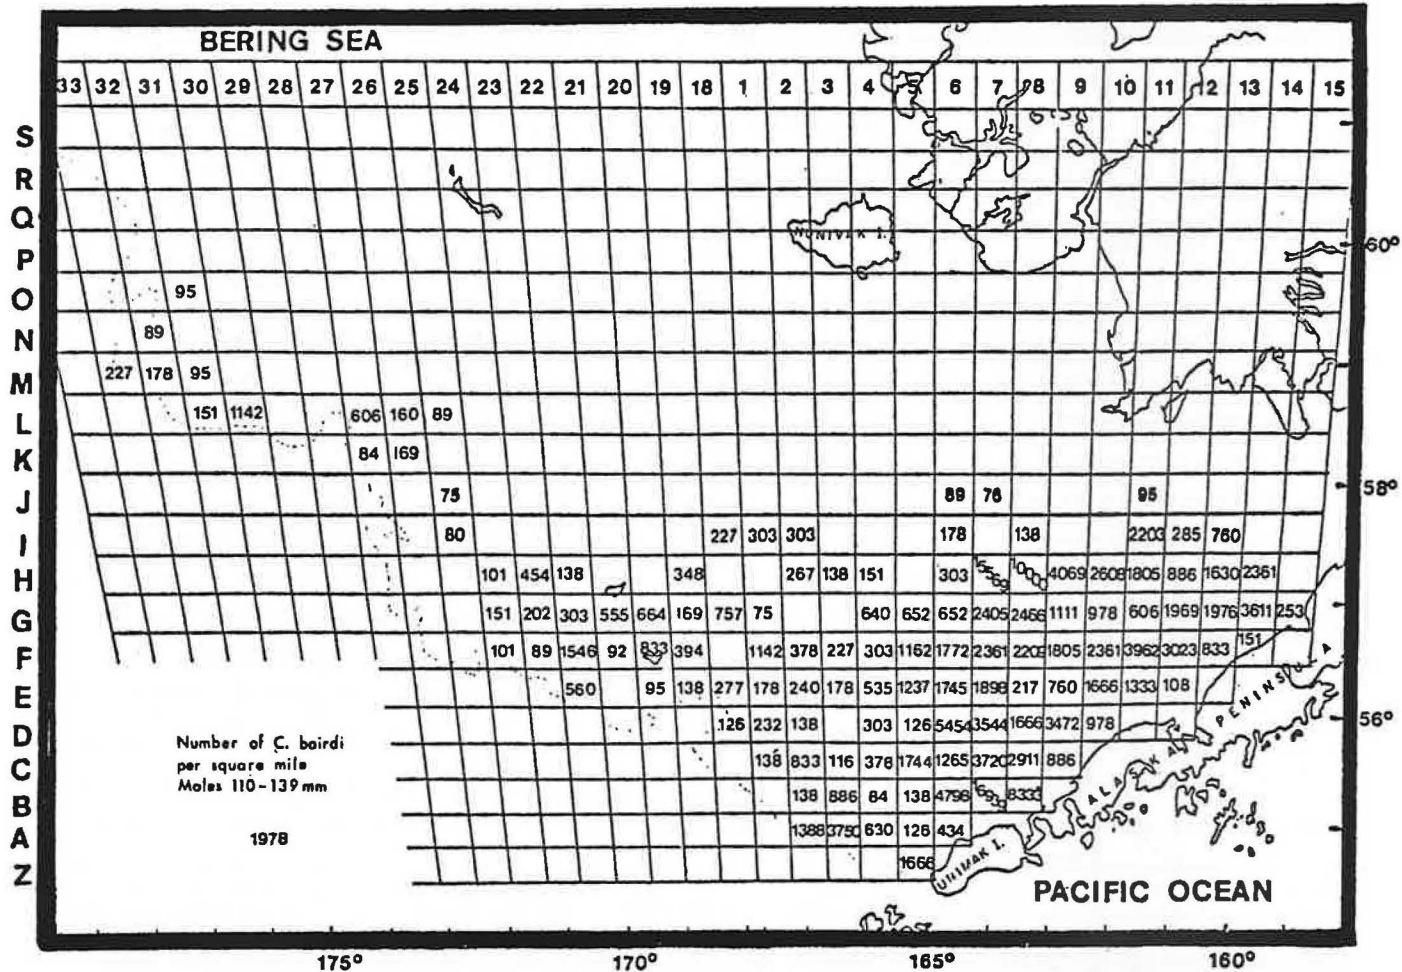 BERING SEA
33 32 31 30 29 28 27 26 25 24 23 22 21 20 19 18 1 2 3 4 5 6 7 8 9 10 11 12 13 14 15
S
R
Q
NUNIVAK I.
60°
P
O 95
N 89
M 227 178 95
L 151 1142 606 160 89
K 84 169
J 75 89 76 95 58°
I 80 227 303 303 178 138 2203 285 760
H 101 454 138 348 267 138 151 303 1556 4069 2608 1805 886 1630 2361
G 151 202 303 555 664 169 757 75 640 652 652 2405 2466 1111 978 606 1969 1976 3611 253
F 101 89 1546 92 833 394 1142 378 227 303 1162 1772 2361 1805 2361 3962 3023 833 151
E 560 95 138 277 178 240 178 535 1237 1745 1898 217 760 1666 1333 108
D 126 232 138 303 126 5454 3544 1666 3472 978 56°
C 138 833 116 378 1744 1265 3720 2911 886
B 138 886 84 138 4798 8333
A 1388 3750 630 126 434
Z 1666
ALASKA PENINSULA
UNIMAK I.
Number of C. bairdi
per square mile
Males 110-139 mm
1978
PACIFIC OCEAN
175° 170° 165° 160°